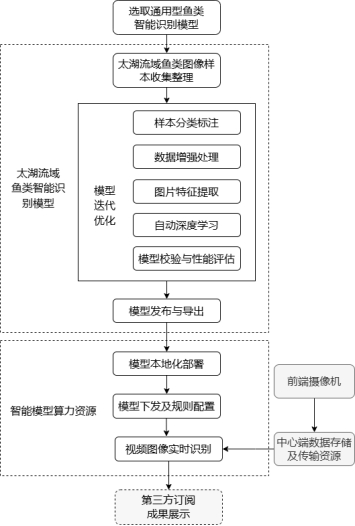 选取通用型鱼类
智能识别模型
太湖流域鱼类图像样
本收集整理
样本分类标注
数据增强处理
图片特征提取
自动深度学习
模型校验与性能评估
模型
迭代
优化
太湖流域
鱼类智能识
别模型
模型发布与导出
模型本地化部署
模型下发及规则配置
视频图像实时识别
智能模型算力资源
前端摄像机
中心端数据存储
及传输资源
第三方订阅
成果展示